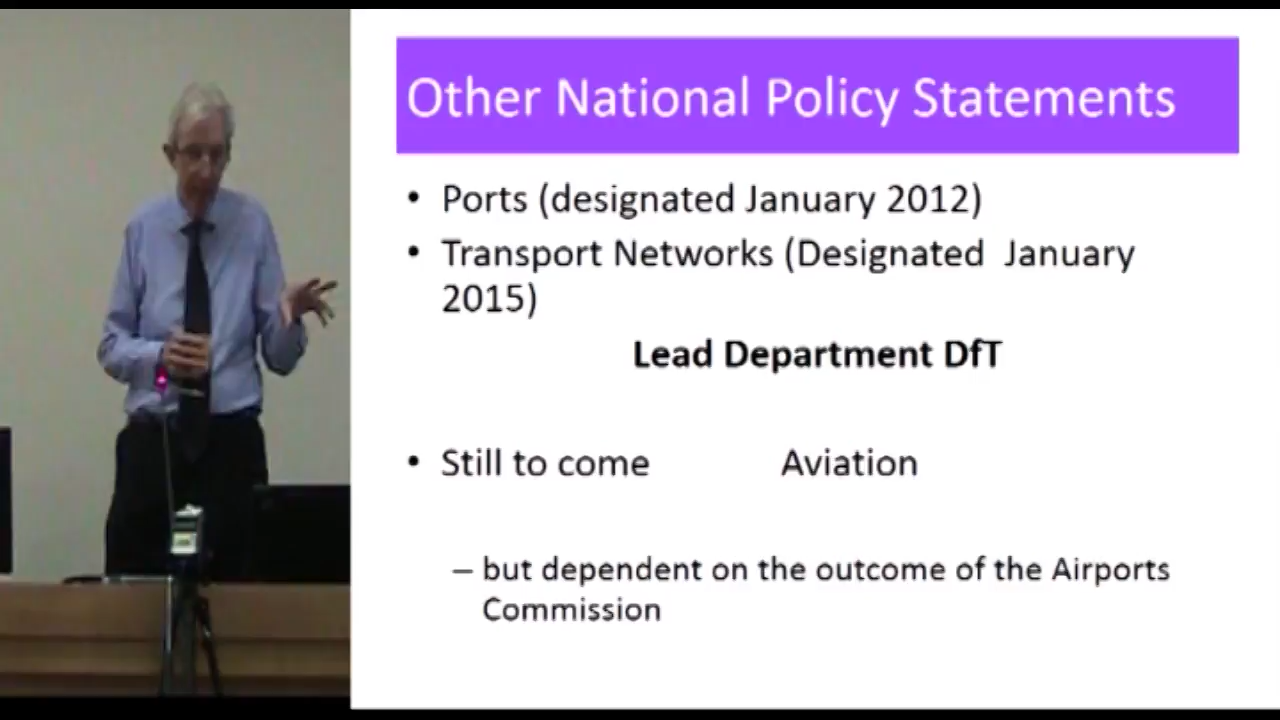 Other National Policy Statements
• Ports (designated January 2012)
• Transport Networks (Designated January
2015)
Lead Department DfT
• Still to come Aviation
– but dependent on the outcome of the Airports
Commission